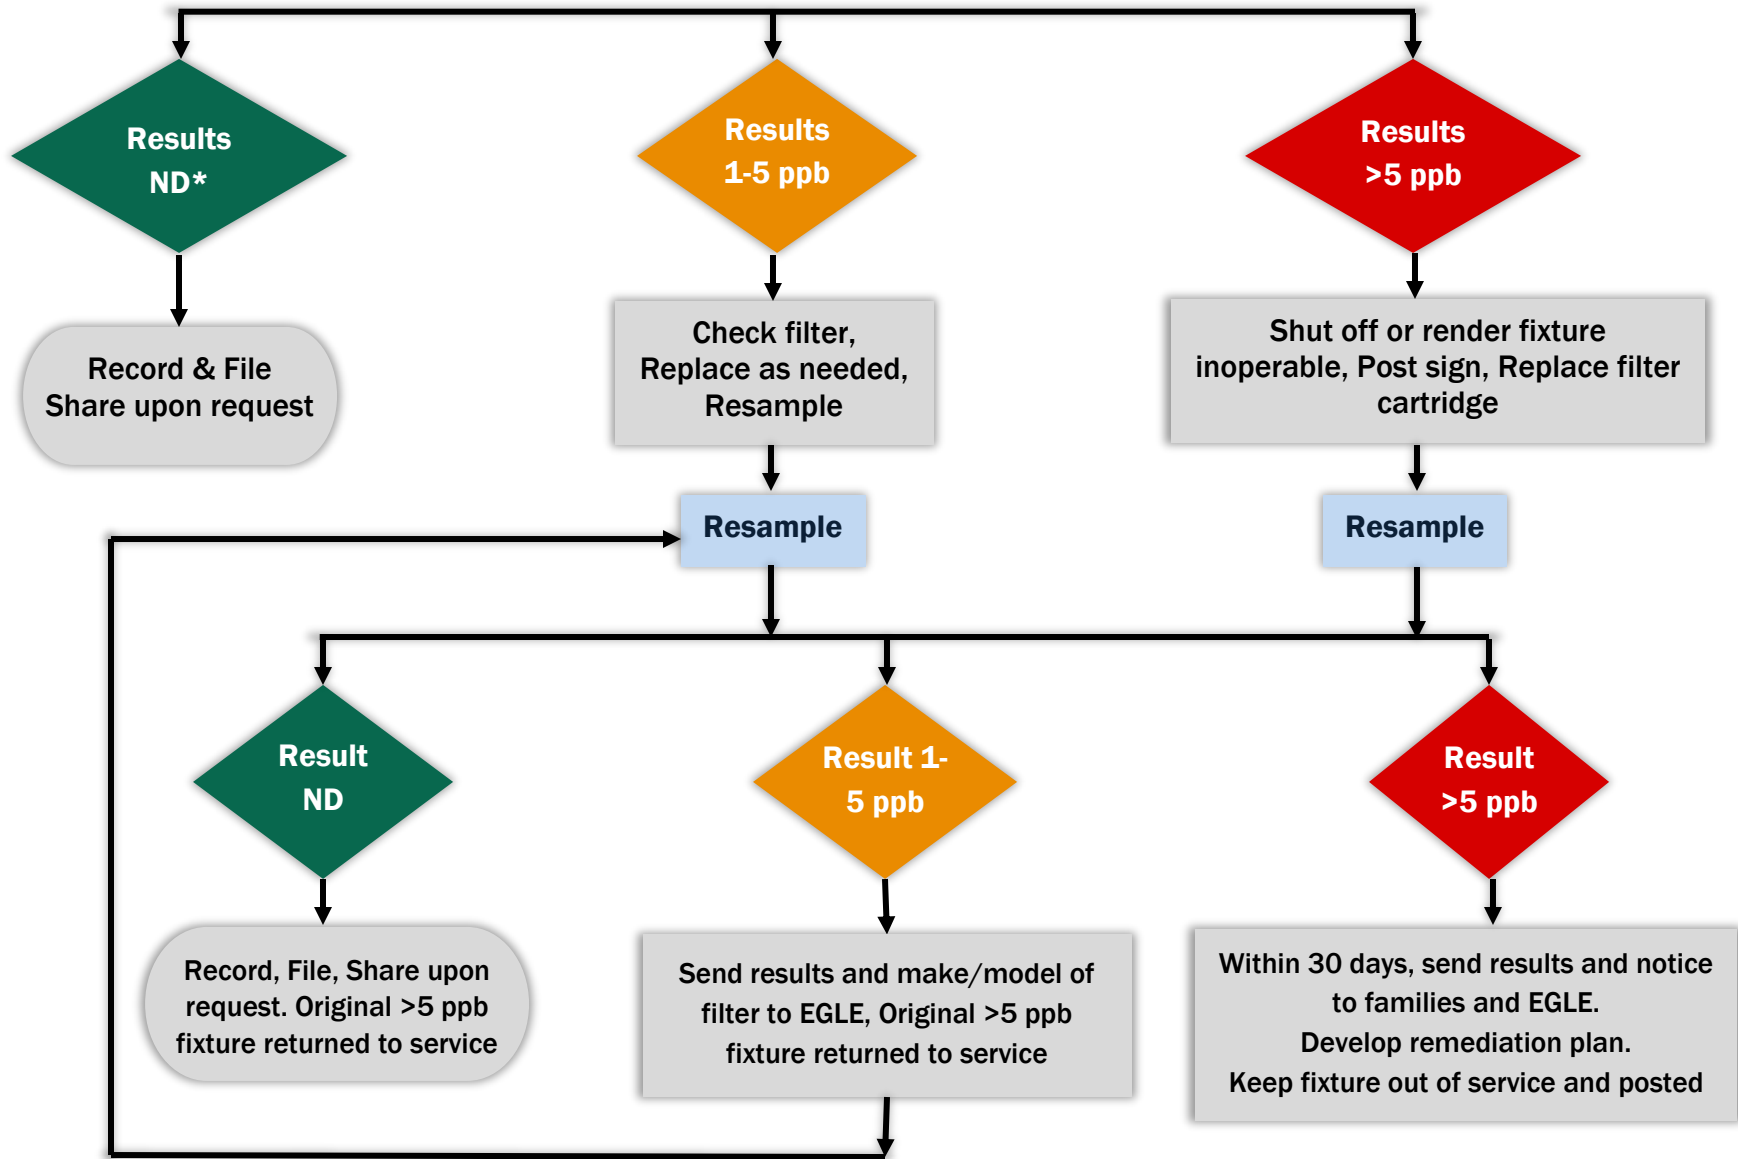 Results
ND*
Results
1-5 ppb
Results
>5 ppb
Record & File
Share upon request
Check filter,
Replace as needed,
Resample
Shut off or render fixture
inoperable, Post sign, Replace filter
cartridge
Resample
Resample
Result
ND
Result 1-
5 ppb
Result
>5 ppb
Record, File, Share upon
request. Original >5 ppb
fixture returned to service
Send results and make/model of
filter to EGLE, Original >5 ppb
fixture returned to service
Within 30 days, send results and notice
to families and EGLE.
Develop remediation plan.
Keep fixture out of service and posted